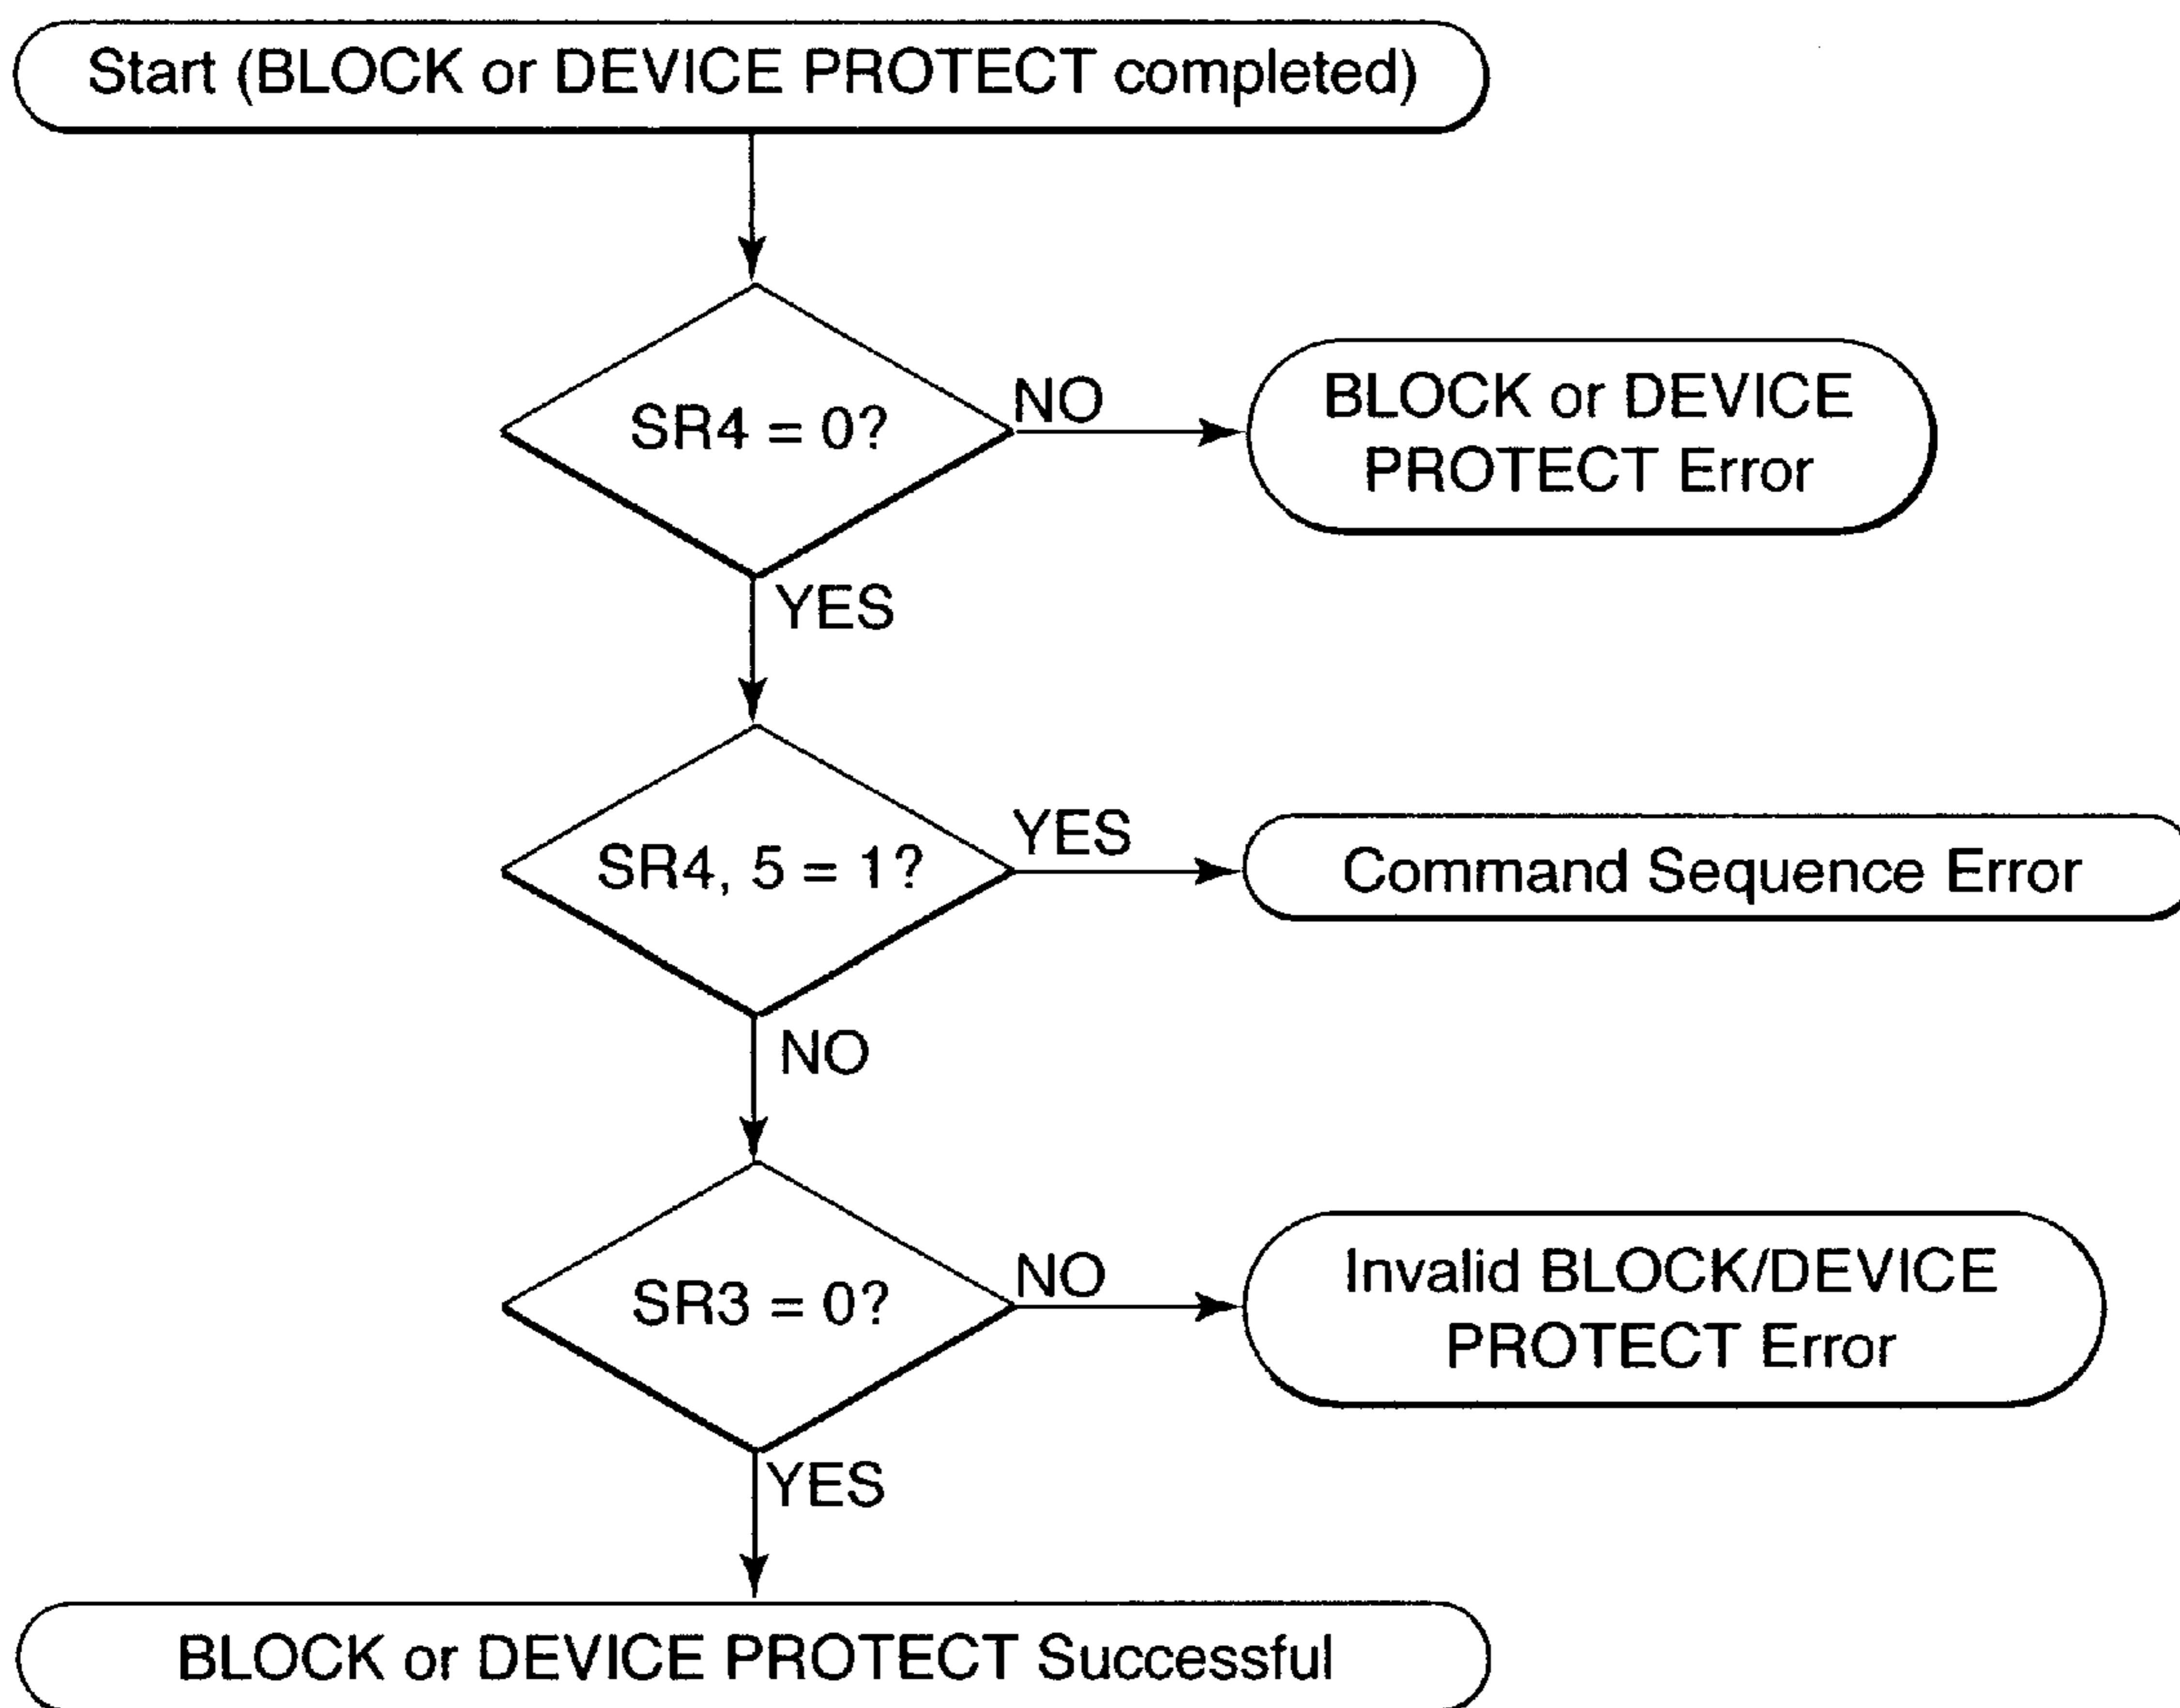 Start (BLOCK or DEVICE PROTECT completed)
SR4 = 0?
NO
BLOCK or DEVICE
PROTECT Error
YES
SR4, 5 = 1?
YES
Command Sequence Error
NO
SR3 = 0?
NO
Invalid BLOCK/DEVICE
PROTECT Error
YES
BLOCK or DEVICE PROTECT Successful